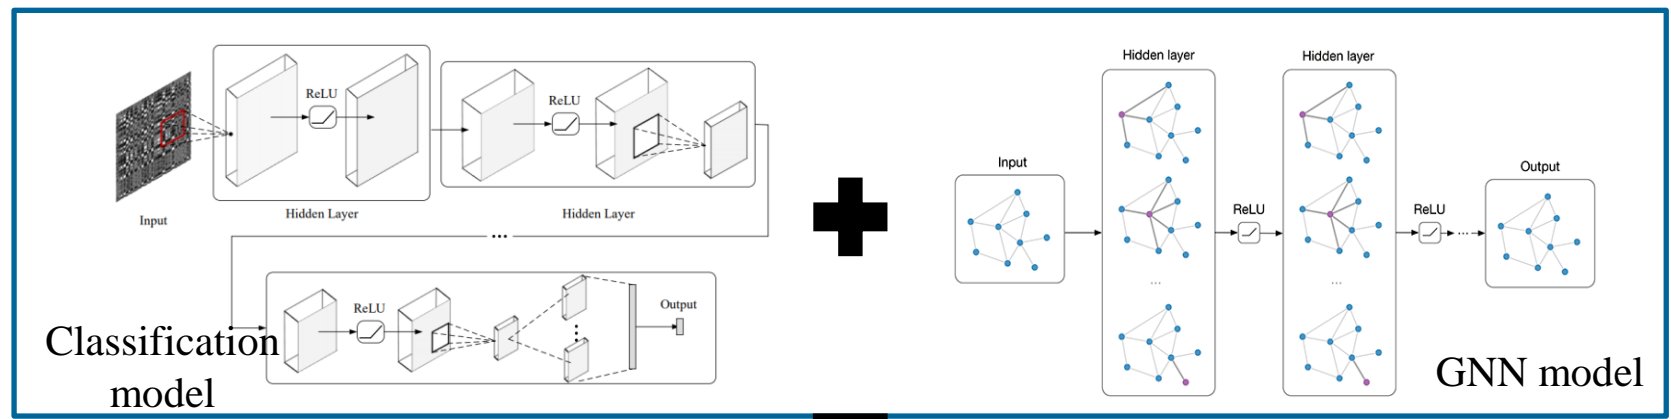 ReLU
Input
Hidden Layer
ReLU
Hidden Layer
...
ReLU
Output
Classification
model
Input
Hidden layer
...
ReLU
Hidden layer
...
ReLU
Output
GNN model